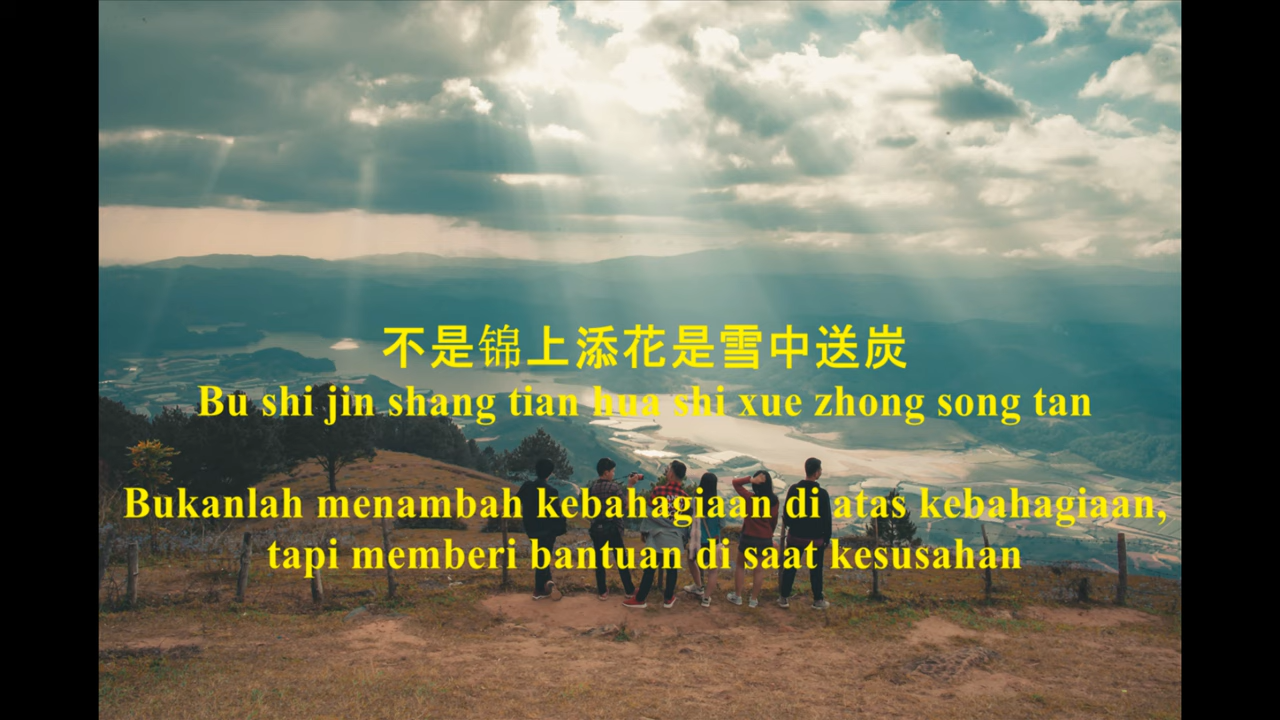 不是锦上添花是雪中送炭
Bu shi jin shang tian hua shi xue zhong song tan
Bukanlah menambah kebahagiaan di atas kebahagiaan,
tapi memberi bantuan di saat kesusahan